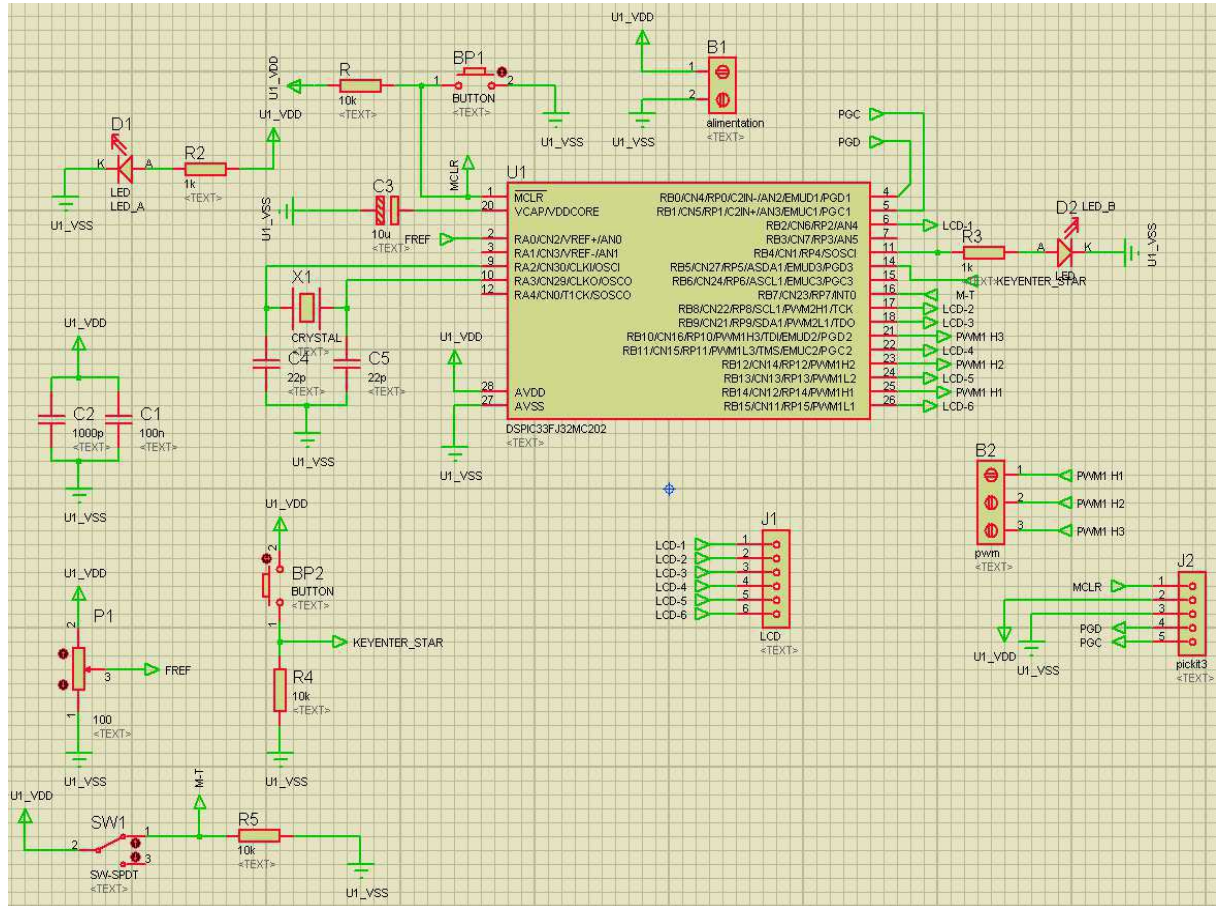 U1_VDD
B1
1
2
alimentation
<TEXT>
U1_VSS
U1_VDD
R
10k
<TEXT>
BP1
1
2
BUTTON
<TEXT>
U1_VSS
D1
K
A
LED
LED_A
U1_VSS
R2
1k
<TEXT>
U1_VDD
MCLR
C3
10u
<TEXT>
U1_VSS
FREF
X1
CRYSTAL
<TEXT>
C4
22p
<TEXT>
C5
22p
<TEXT>
U1_VSS
U1_VDD
U1_VSS
U1
1 MCLR
20 VCAP/VDDCORE
2 RA0/CN2/VREF+/AN0
3 RA1/CN3/VREF-/AN1
9 RA2/CN30/CLKI/OSCI
10 RA3/CN29/CLKO/OSCO
12 RA4/CN0/T1CK/SOSCO
28 AVDD
27 AVSS
RB0/CN4/RP0/C2IN-/AN2/EMUD1/PGD1 4
RB1/CN5/RP1/C2IN+/AN3/EMUC1/PGC1 5
RB2/CN6/RP2/AN4 6
RB3/CN7/RP3/AN5 7
RB4/CN1/RP4/SOSCI 11
RB5/CN27/RP5/ASDA1/EMUD3/PGD3 14
RB6/CN24/RP6/ASCL1/EMUC3/PGC3 15
RB7/CN23/RP7/INT0 16
RB8/CN22/RP8/SCL1/PWM2H1/TCK 17
RB9/CN21/RP9/SDA1/PWM2L1/TDO 18
RB10/CN16/RP10/PWM1H3/TDI/EMUD2/PGD2 21
RB11/CN15/RP11/PWM1L3/TMS/EMUC2/PGC2 22
RB12/CN14/RP12/PWM1H2 23
RB13/CN13/RP13/PWM1L2 24
RB14/CN12/RP14/PWM1H1 25
RB15/CN11/RP15/PWM1L1 26
DSPIC33FJ32MC202
<TEXT>
PGC
PGD
LCD-1
R3
1k
<TEXT>
D2
LED_B
A
K
LED
U1_VSS
KEYENTER_STAR
M-T
LCD-2
LCD-3
PWM1 H3
LCD-4
PWM1 H2
LCD-5
PWM1 H1
LCD-6
U1_VDD
C2
1000p
<TEXT>
C1
100n
<TEXT>
U1_VSS
B2
1 PWM1 H1
2 PWM1 H2
3 PWM1 H3
pwm
<TEXT>
J1
LCD-1 1
LCD-2 2
LCD-3 3
LCD-4 4
LCD-5 5
LCD-6 6
LCD
<TEXT>
J2
MCLR 1
2
3
PGD 4
PGC 5
U1_VDD
U1_VSS
pickit3
<TEXT>
U1_VDD
2
P1
3
FREF
1
100
<TEXT>
U1_VSS
U1_VDD
2
BP2
BUTTON
<TEXT>
1
KEYENTER_STAR
R4
10k
<TEXT>
U1_VSS
U1_VDD
SW1
2
1
3
SW-SPDT
<TEXT>
M-T
R5
10k
<TEXT>
U1_VSS